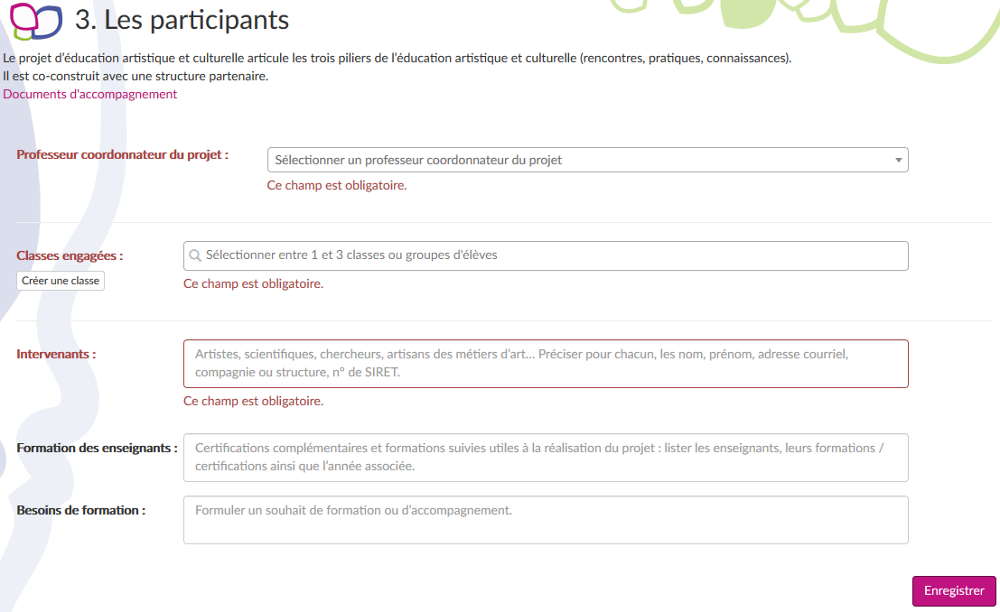 3. Les participants
Le projet d'éducation artistique et culturelle articule les trois piliers de l'éducation artistique et culturelle (rencontres, pratiques, connaissances).
Il est co-construit avec une structure partenaire.
Documents d'accompagnement
Professeur coordonnateur du projet :
Sélectionner un professeur coordonnateur du projet
Ce champ est obligatoire.
Classes engagées :
Sélectionner entre 1 et 3 classes ou groupes d'élèves
Créer une classe
Ce champ est obligatoire.
Intervenants :
Artistes, scientifiques, chercheurs, artisans des métiers d'art... Préciser pour chacun, les nom, prénom, adresse courriel,
compagnie ou structure, n° de SIRET.
Ce champ est obligatoire.
Formation des enseignants :
Certifications complémentaires et formations suivies utiles à la réalisation du projet : lister les enseignants, leurs formations /
certifications ainsi que l'année associée.
Besoins de formation :
Formuler un souhait de formation ou d'accompagnement.
Enregistrer